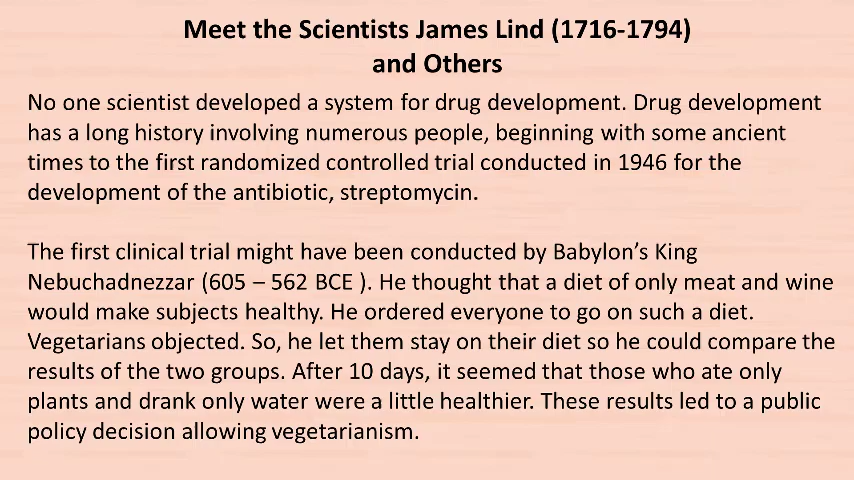 Meet the Scientists James Lind (1716-1794)
and Others
No one scientist developed a system for drug development. Drug development
has a long history involving numerous people, beginning with some ancient
times to the first randomized controlled trial conducted in 1946 for the
development of the antibiotic, streptomycin.
The first clinical trial might have been conducted by Babylon’s King
Nebuchadnezzar (605 – 562 BCE ). He thought that a diet of only meat and wine
would make subjects healthy. He ordered everyone to go on such a diet.
Vegetarians objected. So, he let them stay on their diet so he could compare the
results of the two groups. After 10 days, it seemed that those who ate only
plants and drank only water were a little healthier. These results led to a public
policy decision allowing vegetarianism.